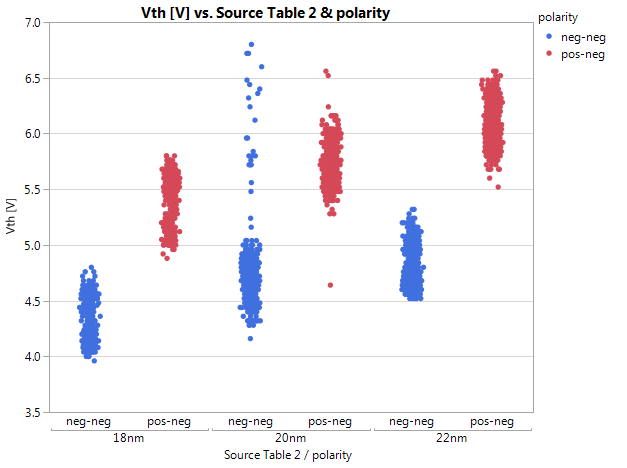 Vth [V] vs. Source Table 2 & polarity
polarity
neg-neg
pos-neg
7.0
6.5
6.0
5.5
5.0
4.5
4.0
3.5
Vth [V]
neg-neg pos-neg neg-neg pos-neg neg-neg pos-neg
18nm 20nm 22nm
Source Table 2 / polarity